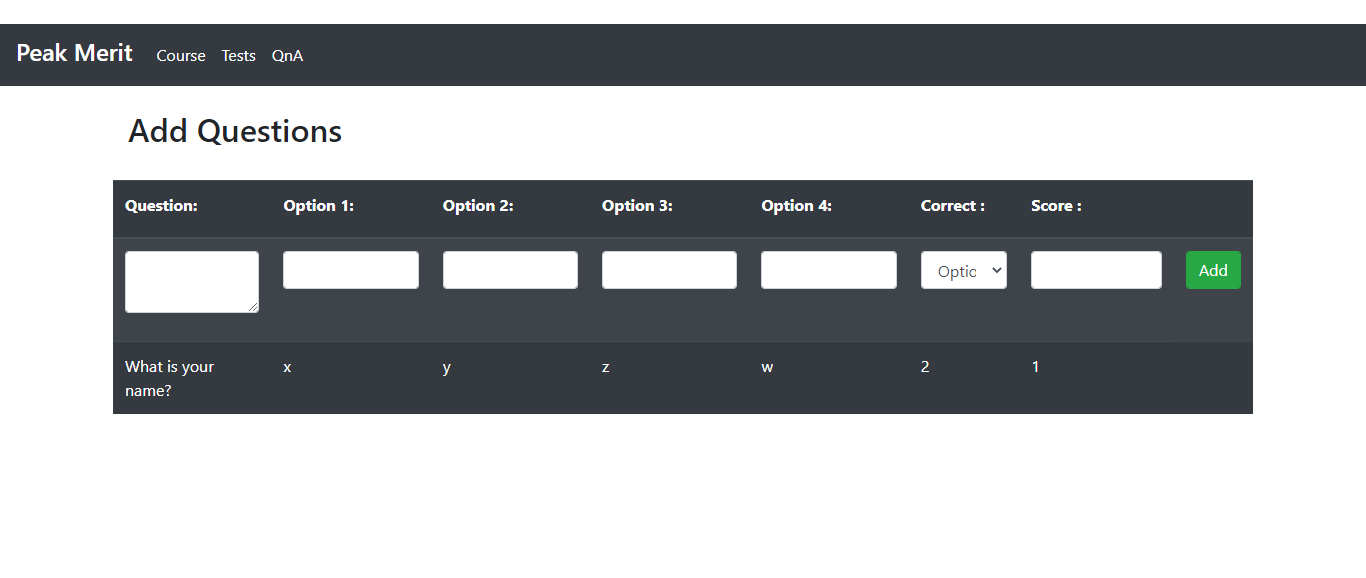 Peak Merit Course Tests QnA
Add Questions
Question: Option 1: Option 2: Option 3: Option 4: Correct : Score :
Optic Add
What is your x y z w 2 1
name?